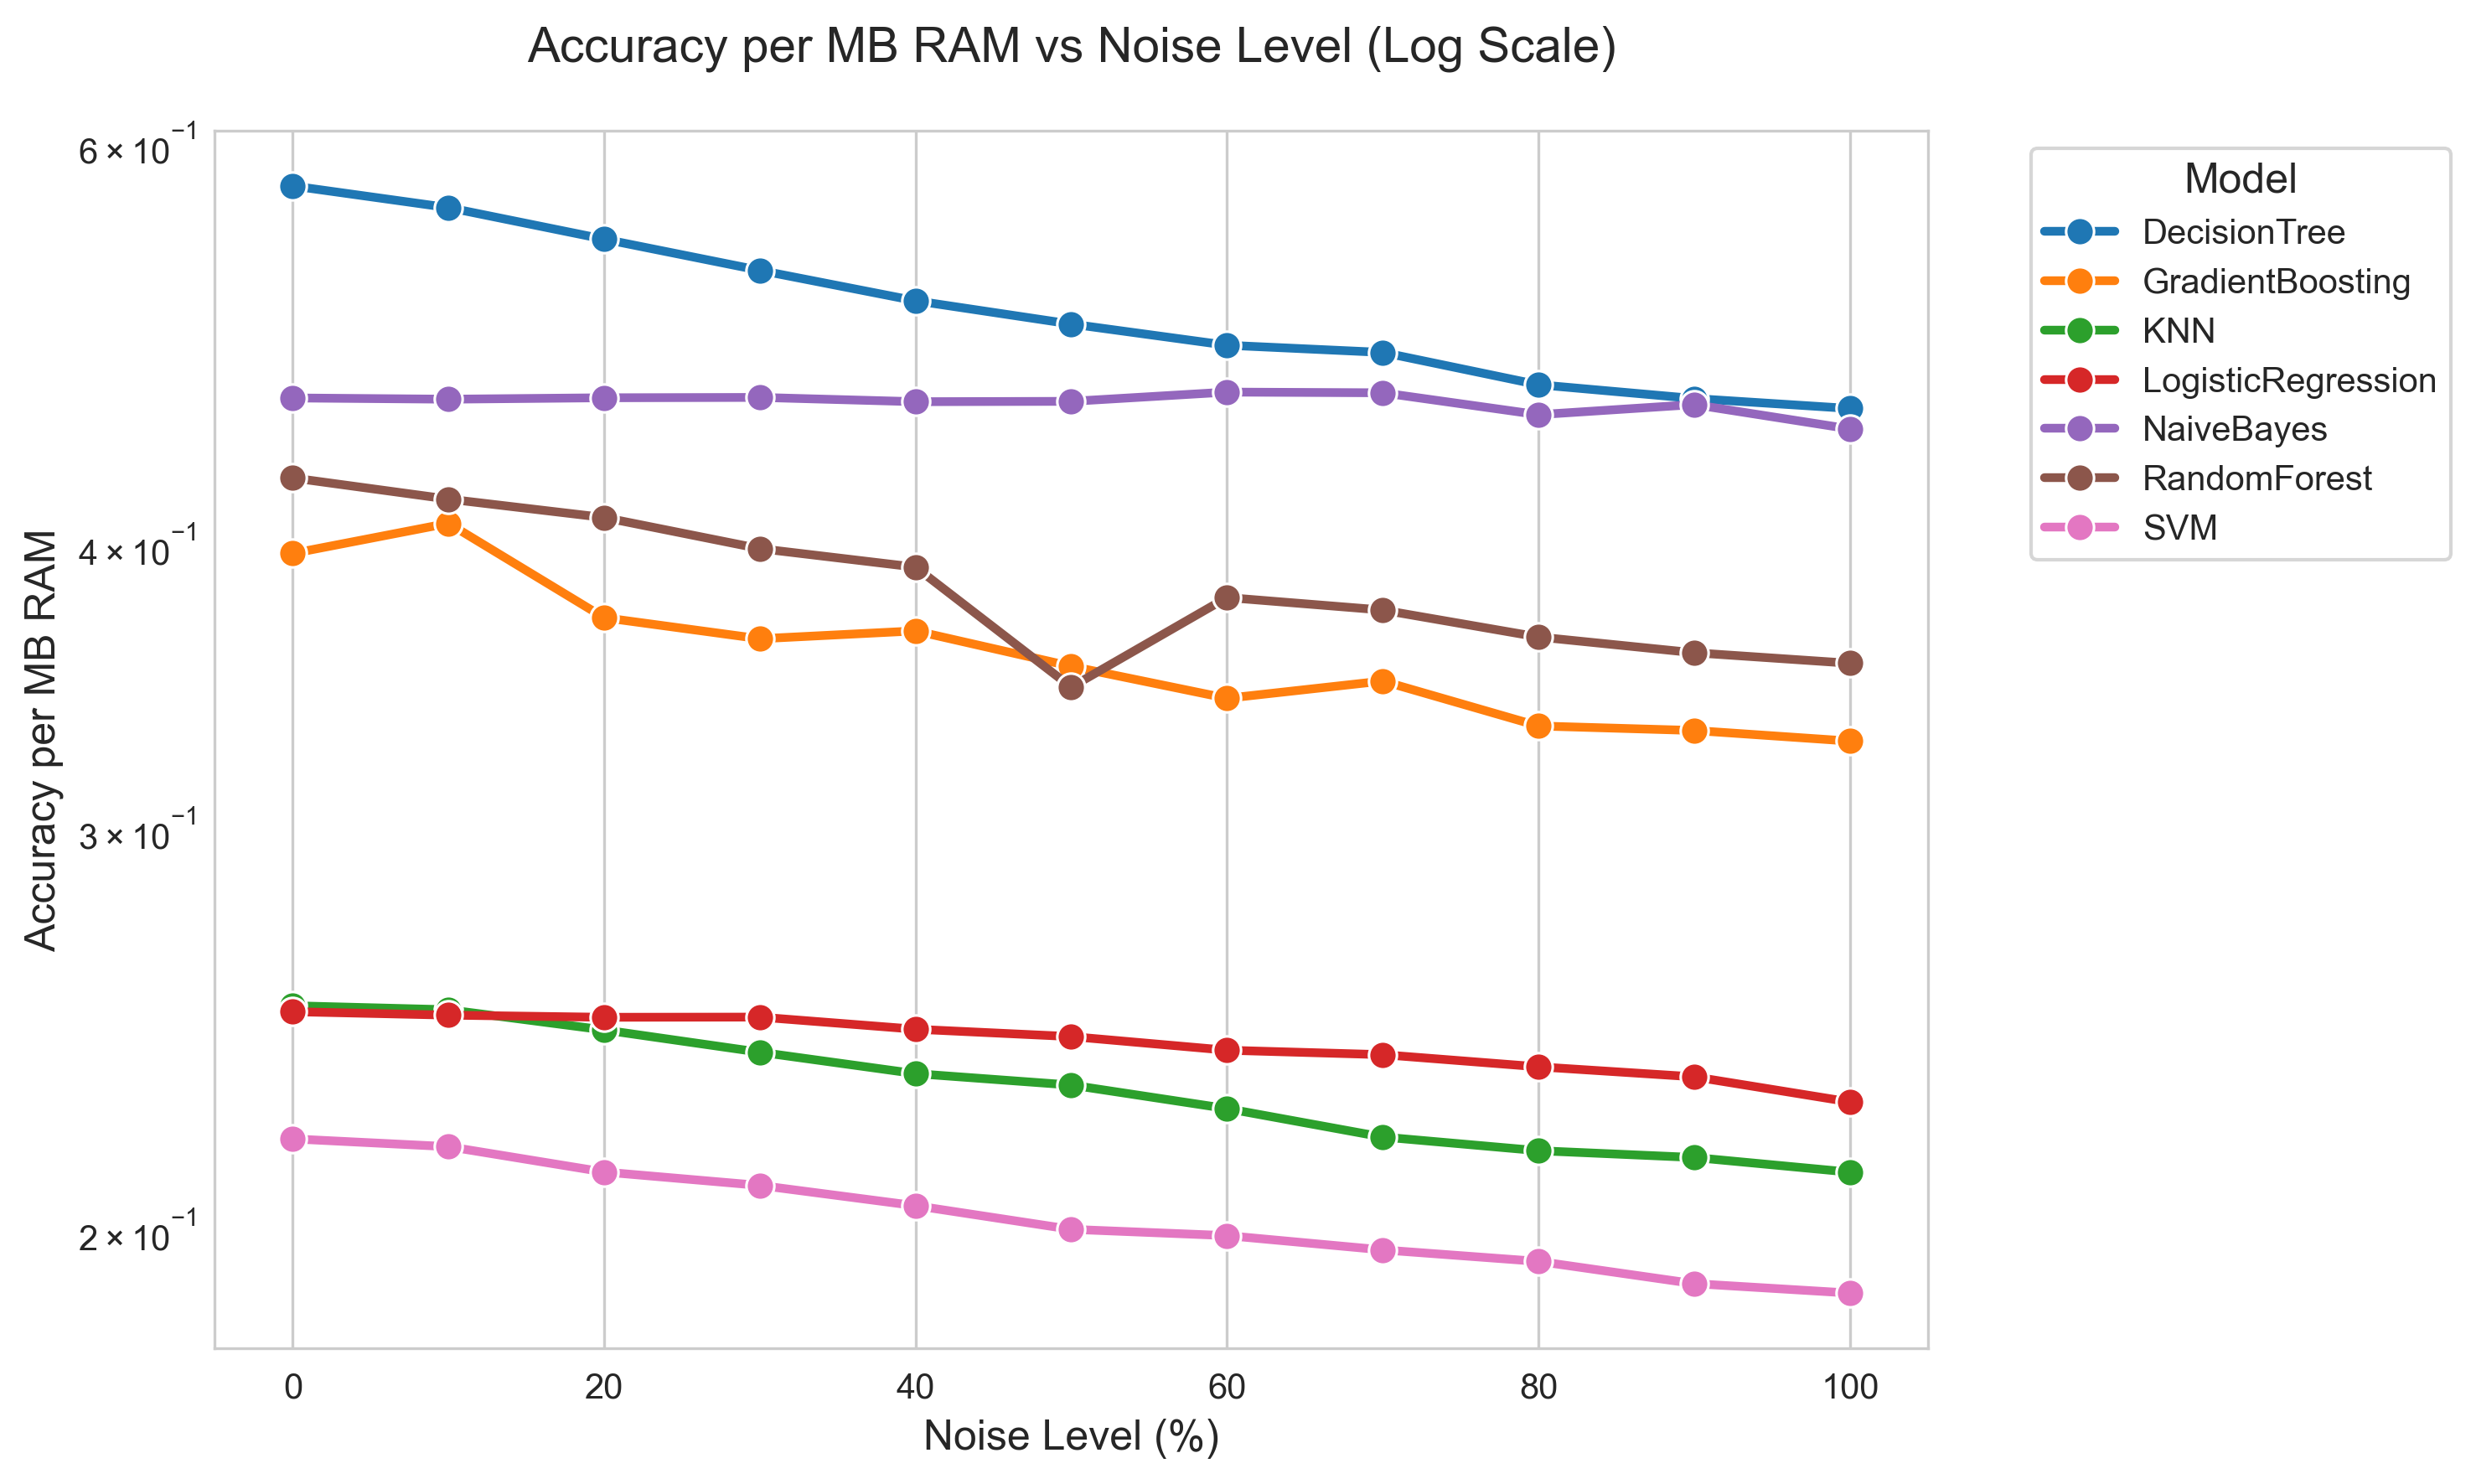 Accuracy per MB RAM vs Noise Level (Log Scale)
Accuracy per MB RAM
6 × 10⁻¹
4 × 10⁻¹
3 × 10⁻¹
2 × 10⁻¹
0 20 40 60 80 100
Noise Level (%)
Model
DecisionTree
GradientBoosting
KNN
LogisticRegression
NaiveBayes
RandomForest
SVM